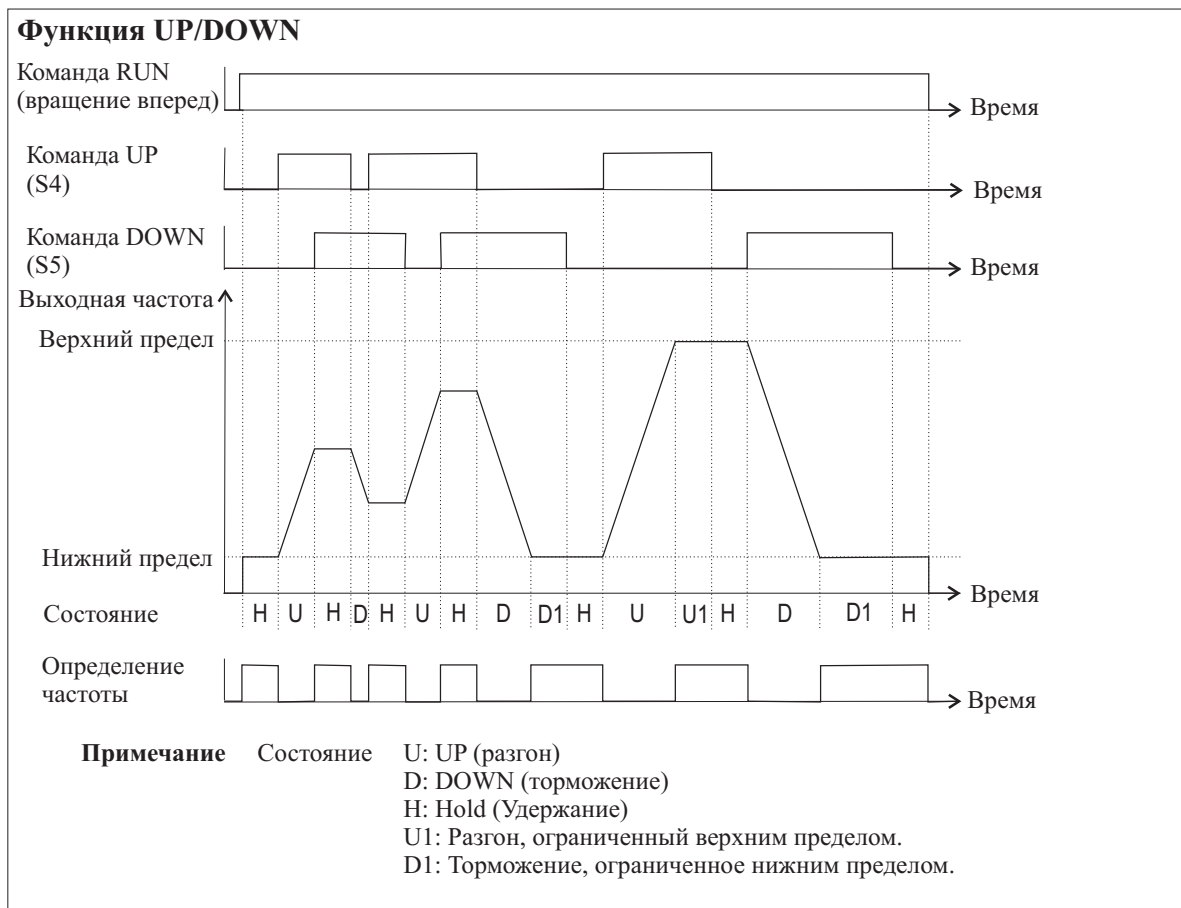 Функция UP/DOWN
Команда RUN
(вращение вперед)
Время
Команда UP
(S4)
Время
Команда DOWN
(S5)
Время
Выходная частота
Верхний предел
Нижний предел
Время
Состояние H U H D H U H D D1 H U U1 H D D1 H
Определение
частоты
Время
Примечание Состояние U: UP (разгон)
D: DOWN (торможение)
H: Hold (Удержание)
U1: Разгон, ограниченный верхним пределом.
D1: Торможение, ограниченное нижним пределом.